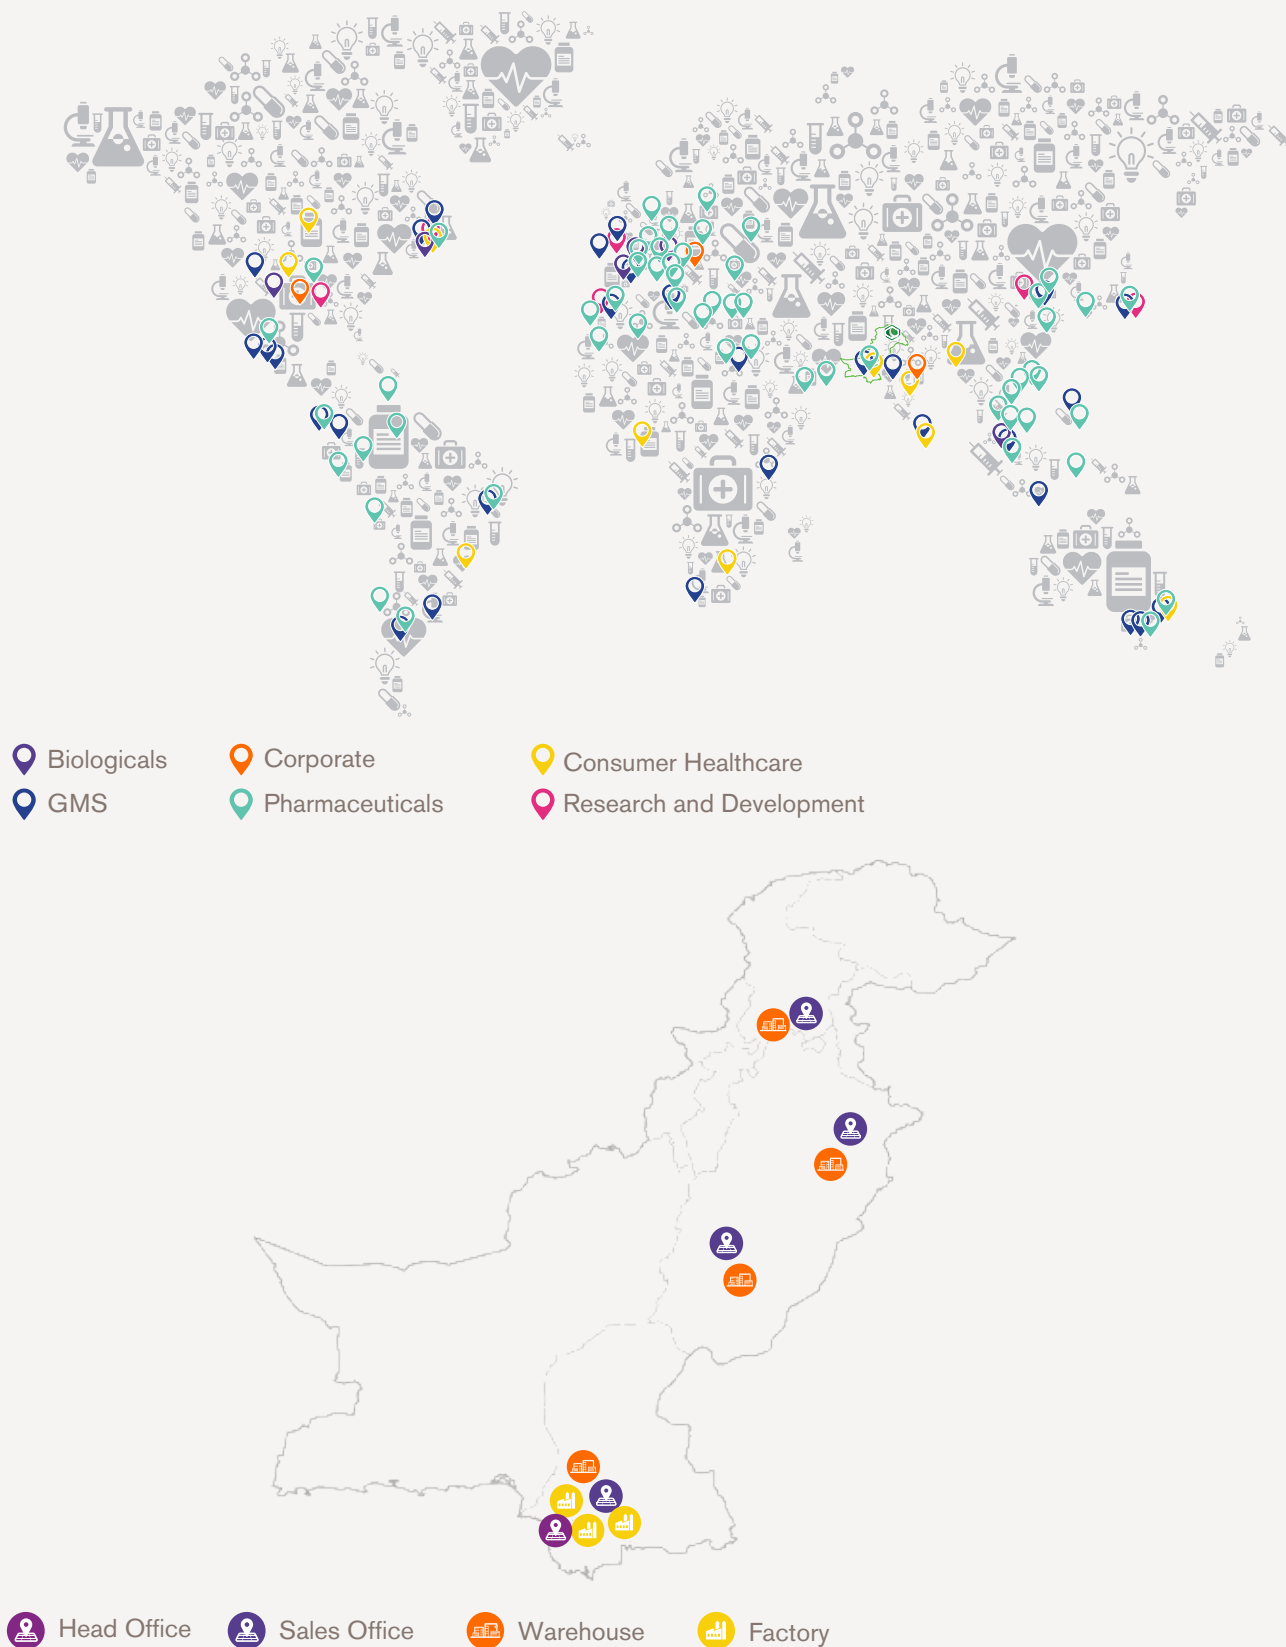 Biologicals
Corporate
Consumer Healthcare
GMS
Pharmaceuticals
Research and Development
Head Office
Sales Office
Warehouse
Factory